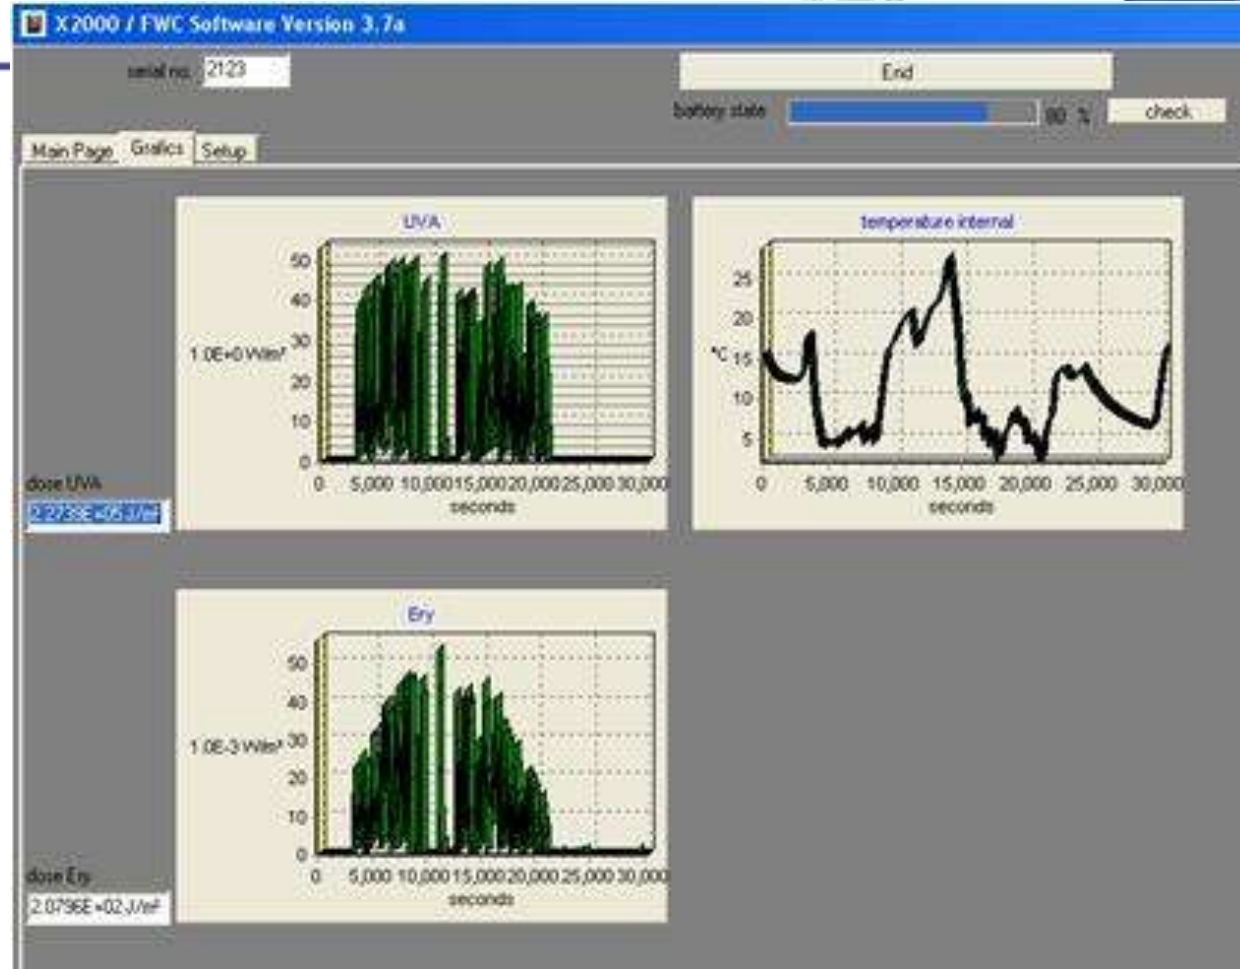 X2000 / FWC Software Version 3.7a
serial no. 2123
End
battery state 80 % check
Main Page Grafics Setup
UVA
50
40
1.0E+0 W/m² 30
20
10
0
0 5,000 10,000 15,000 20,000 25,000 30,000
seconds
temperature internal
25
20
°C 15
10
5
0 5,000 10,000 15,000 20,000 25,000 30,000
seconds
dose UVA
2.2738E+05 J/m²
Ery
50
40
1.0E-3 W/m² 30
20
10
0
0 5,000 10,000 15,000 20,000 25,000 30,000
seconds
dose Ery
2.0796E+02 J/m²